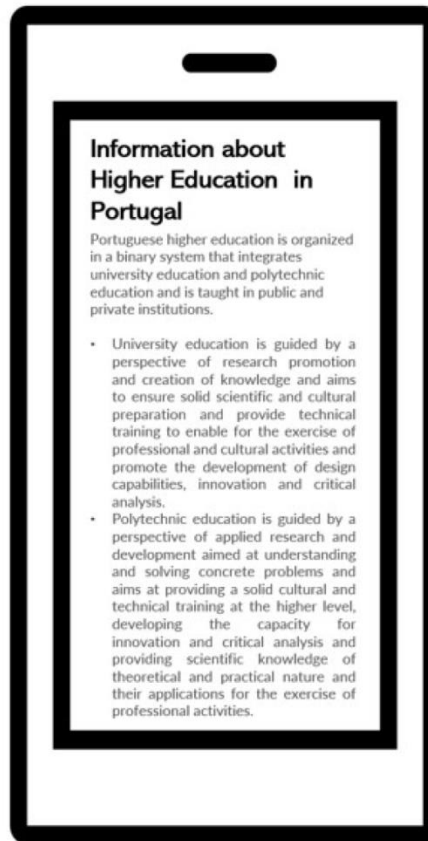 Information about
Higher Education in
Portugal
Portuguese higher education is organized
in a binary system that integrates
university education and polytechnic
education and is taught in public and
private institutions.
• University education is guided by a
perspective of research promotion
and creation of knowledge and aims
to ensure solid scientific and cultural
preparation and provide technical
training to enable for the exercise of
professional and cultural activities and
promote the development of design
capabilities, innovation and critical
analysis.
• Polytechnic education is guided by a
perspective of applied research and
development aimed at understanding
and solving concrete problems and
aims at providing a solid cultural and
technical training at the higher level,
developing the capacity for
innovation and critical analysis and
providing scientific knowledge of
theoretical and practical nature and
their applications for the exercise of
professional activities.